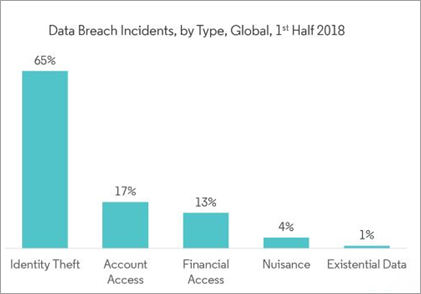 Data Breach Incidents, by Type, Global, 1st Half 2018
65%
17%
13%
4%
1%
Identity Theft
Account
Access
Financial
Access
Nuisance
Existential Data